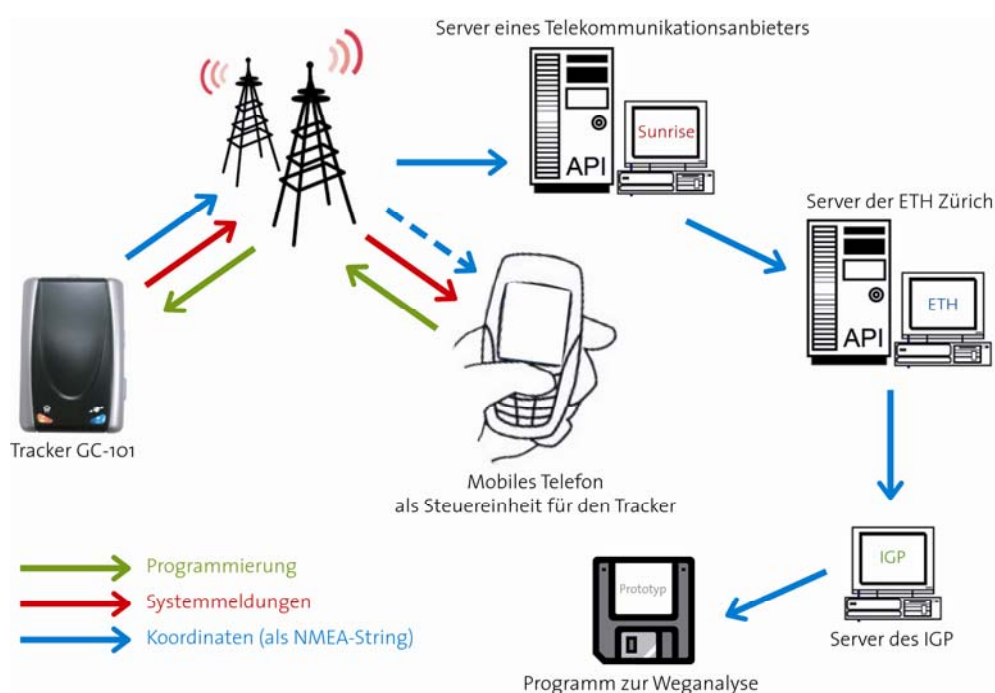 Server eines Telekommunikationsanbieters
Sunrise
API
Server der ETH Zürich
ETH
API
Tracker GC-101
Mobiles Telefon
als Steuereinheit für den Tracker
Programmierung
Systemmeldungen
Koordinaten (als NMEA-String)
Prototyp
IGP
Server des IGP
Programm zur Weganalyse